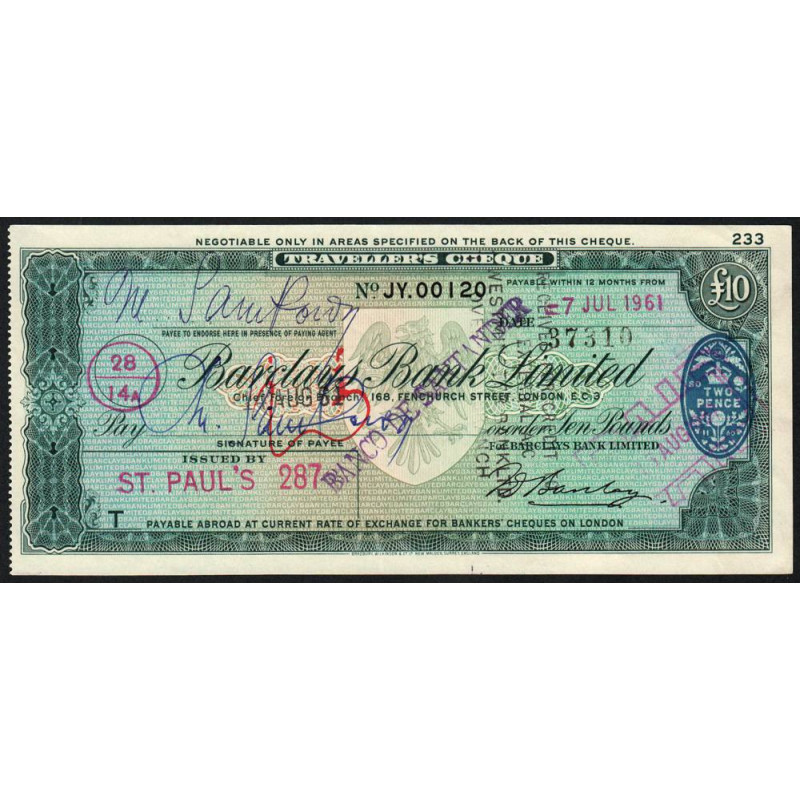 NEGOTIABLE ONLY IN AREAS SPECIFIED ON THE BACK OF THIS CHEQUE. 233
TRAVELLER'S CHEQUE
No JY.00120
PAYABLE WITHIN 12 MONTHS FROM
7 JUL 1961
£10
DATE
37310
PAYEE TO ENDORSE HERE IN PRESENCE OF PAYING AGENT
28
14A
Barclays Bank Limited
Chief Foreign Branch, 168, FENCHURCH STREET, LONDON, E.C.3.
TWO
PENCE
Pay
or order Ten Pounds
SIGNATURE OF PAYEE
for BARCLAYS BANK LIMITED
BANCO DE SANTANDER
ISSUED BY
ST. PAUL'S 287
AUG
T
PAYABLE ABROAD AT CURRENT RATE OF EXCHANGE FOR BANKERS' CHEQUES ON LONDON